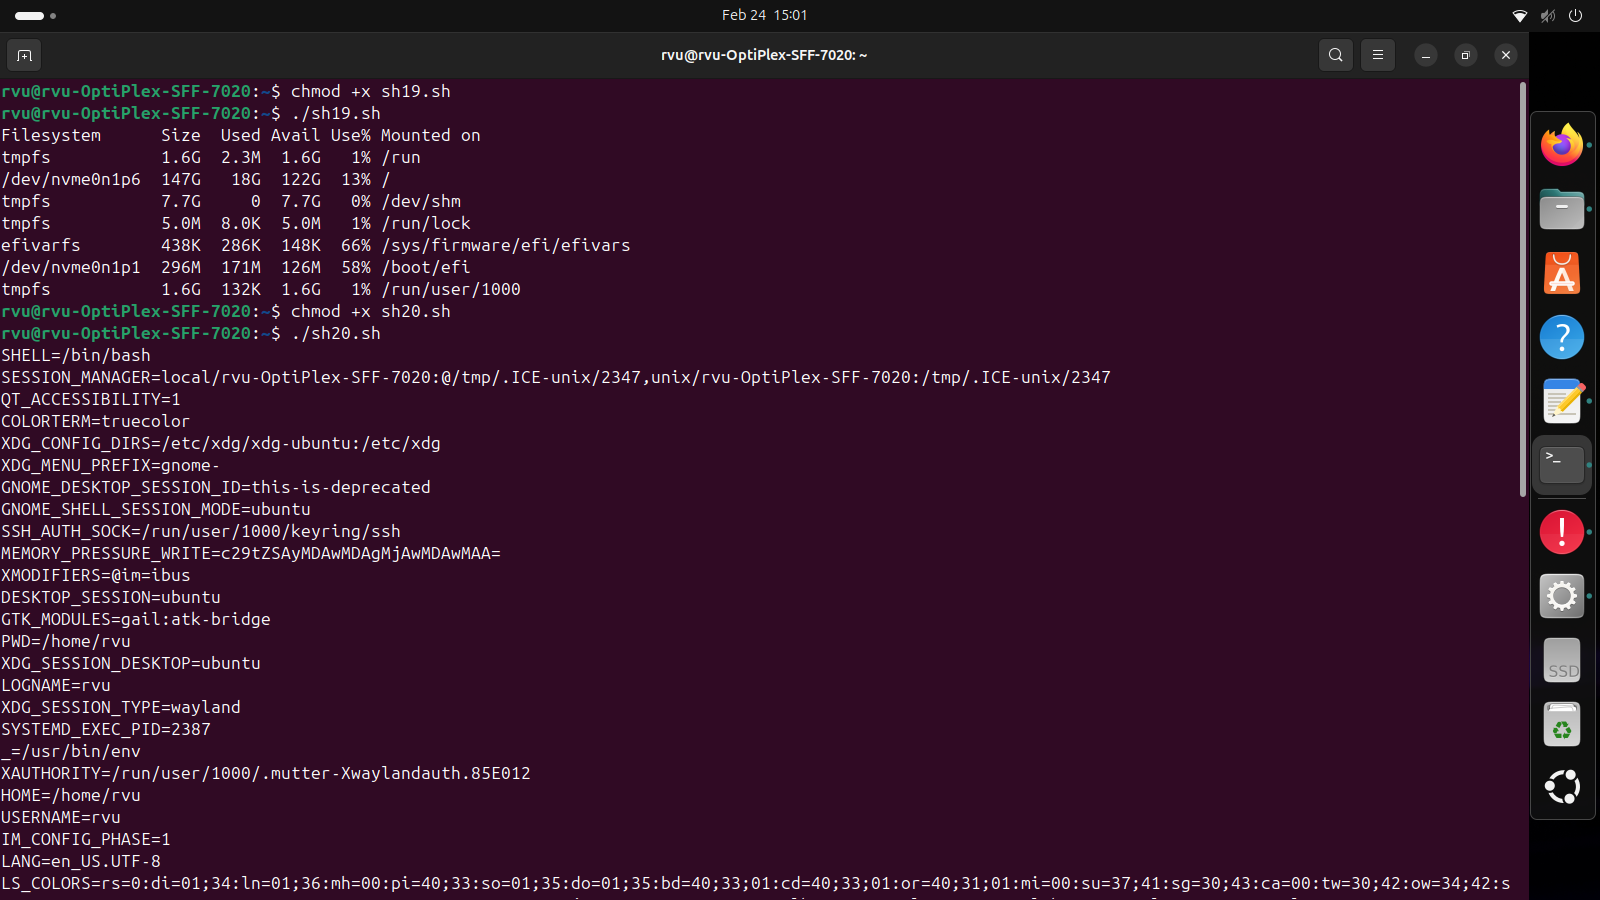 Feb 24 15:01
rvu@rvu-OptiPlex-SFF-7020: ~
rvu@rvu-OptiPlex-SFF-7020:~$ chmod +x sh19.sh
rvu@rvu-OptiPlex-SFF-7020:~$ ./sh19.sh
Filesystem      Size  Used Avail Use% Mounted on
tmpfs           1.6G  2.3M  1.6G   1% /run
/dev/nvme0n1p6  147G   18G  122G  13% /
tmpfs           7.7G     0  7.7G   0% /dev/shm
tmpfs           5.0M  8.0K  5.0M   1% /run/lock
efivarfs        438K  286K  148K  66% /sys/firmware/efi/efivars
/dev/nvme0n1p1  296M  171M  126M  58% /boot/efi
tmpfs           1.6G  132K  1.6G   1% /run/user/1000
rvu@rvu-OptiPlex-SFF-7020:~$ chmod +x sh20.sh
rvu@rvu-OptiPlex-SFF-7020:~$ ./sh20.sh
SHELL=/bin/bash
SESSION_MANAGER=local/rvu-OptiPlex-SFF-7020:@/tmp/.ICE-unix/2347,unix/rvu-OptiPlex-SFF-7020:/tmp/.ICE-unix/2347
QT_ACCESSIBILITY=1
COLORTERM=truecolor
XDG_CONFIG_DIRS=/etc/xdg/xdg-ubuntu:/etc/xdg
XDG_MENU_PREFIX=gnome-
GNOME_DESKTOP_SESSION_ID=this-is-deprecated
GNOME_SHELL_SESSION_MODE=ubuntu
SSH_AUTH_SOCK=/run/user/1000/keyring/ssh
MEMORY_PRESSURE_WRITE=c29tZSAyMDAwMDAgMjAwMDAwMAA=
XMODIFIERS=@im=ibus
DESKTOP_SESSION=ubuntu
GTK_MODULES=gail:atk-bridge
PWD=/home/rvu
XDG_SESSION_DESKTOP=ubuntu
LOGNAME=rvu
XDG_SESSION_TYPE=wayland
SYSTEMD_EXEC_PID=2387
_=/usr/bin/env
XAUTHORITY=/run/user/1000/.mutter-Xwaylandauth.85E012
HOME=/home/rvu
USERNAME=rvu
IM_CONFIG_PHASE=1
LANG=en_US.UTF-8
LS_COLORS=rs=0:di=01;34:ln=01;36:mh=00:pi=40;33:so=01;35:do=01;35:bd=40;33;01:cd=40;33;01:or=40;31;01:mi=00:su=37;41:sg=30;43:ca=00:tw=30;42:ow=34;42:s
SSD